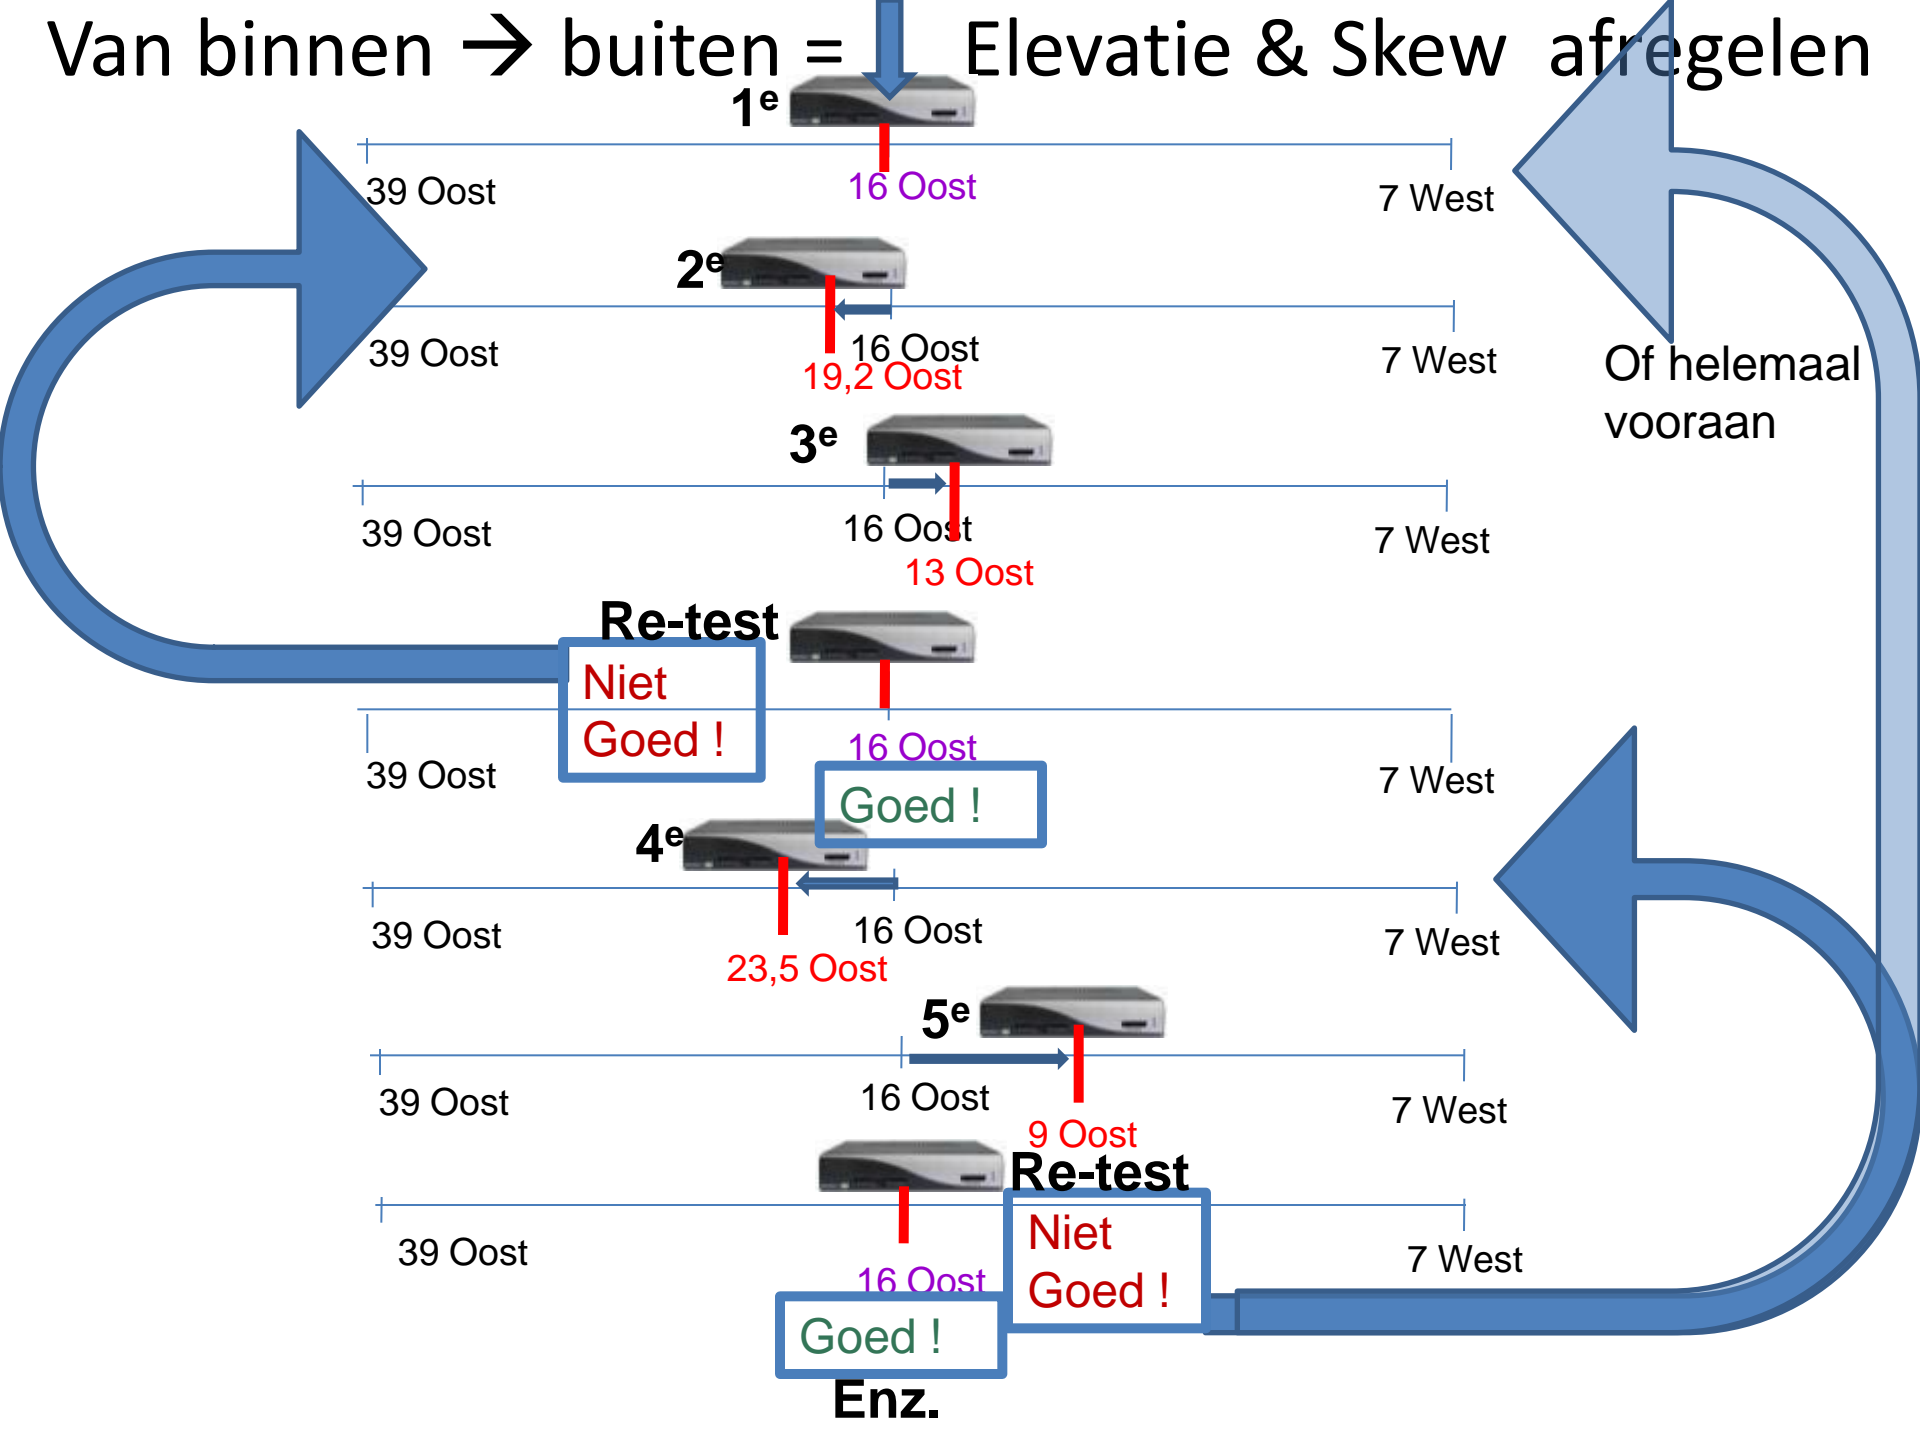 Van binnen → buiten = Elevatie & Skew afregelen
1e
39 Oost 16 Oost 7 West
2e
39 Oost 16 Oost 7 West
19,2 Oost
Of helemaal
vooraan
3e
39 Oost 16 Oost 7 West
13 Oost
Re-test
Niet
Goed !
39 Oost 16 Oost 7 West
Goed !
4e
39 Oost 16 Oost 7 West
23,5 Oost
5e
39 Oost 16 Oost 7 West
9 Oost
Re-test
Niet
Goed !
39 Oost 16 Oost 7 West
Goed !
Enz.